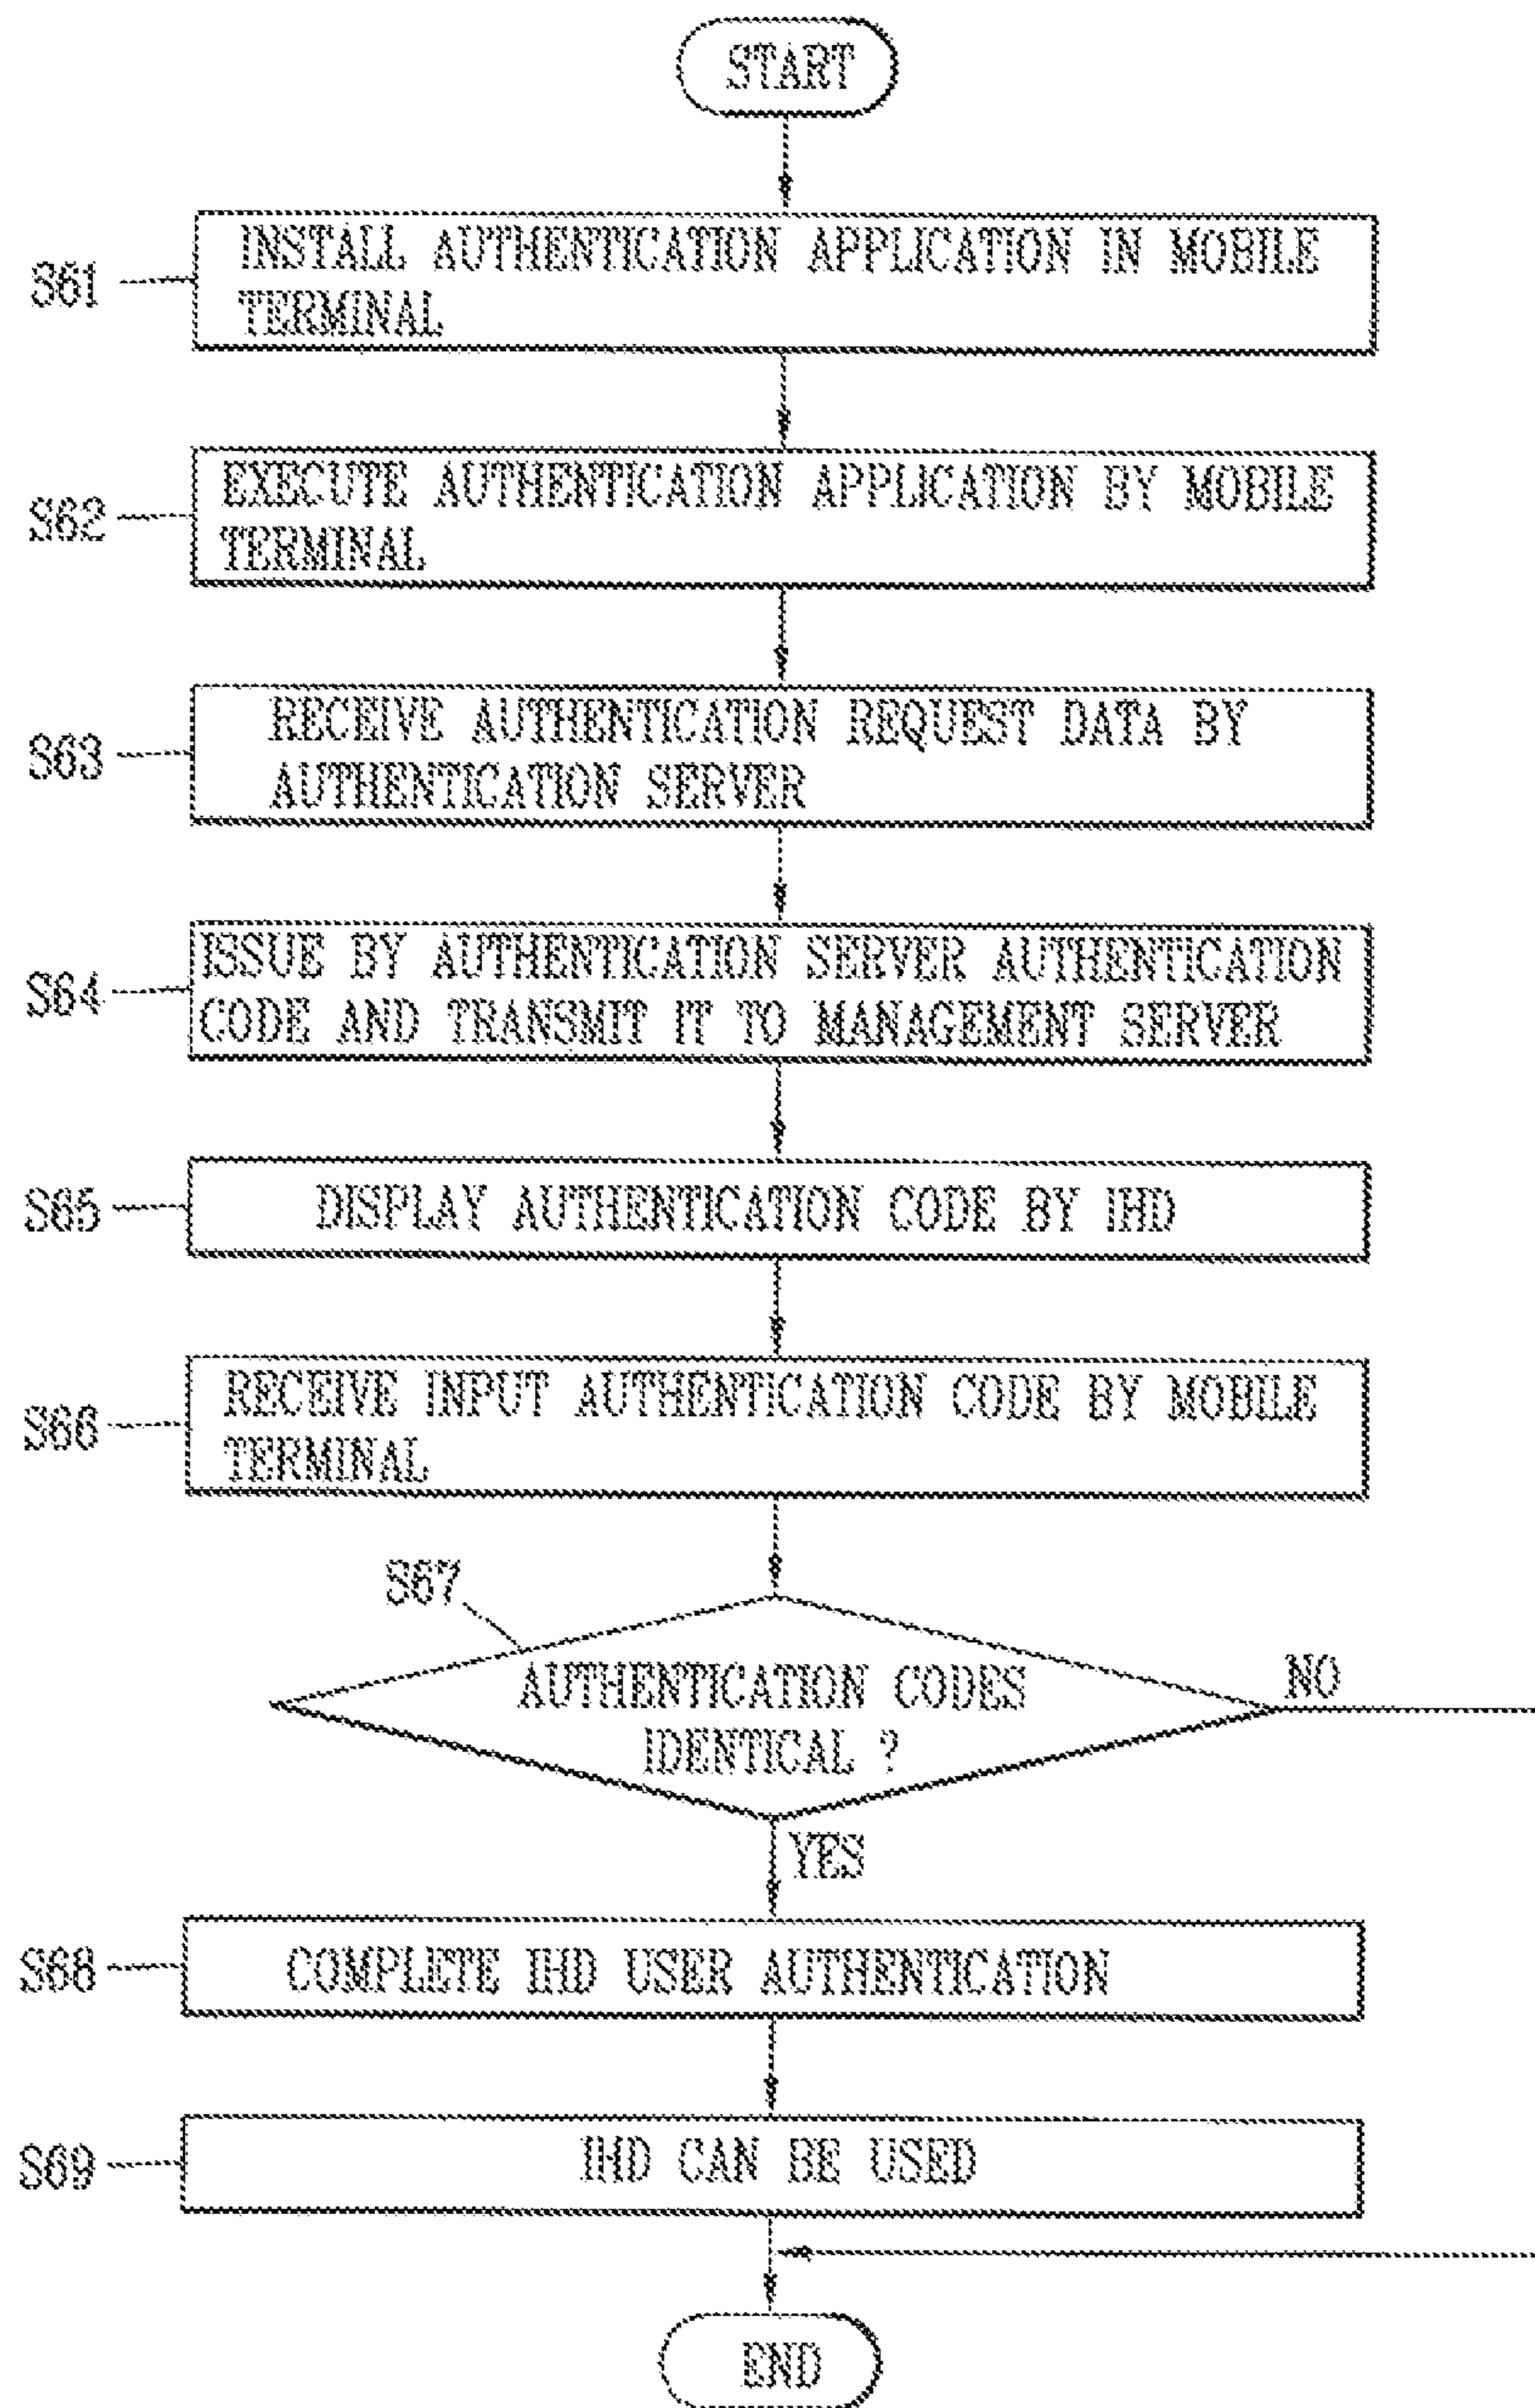 START
S61
INSTALL AUTHENTICATION APPLICATION IN MOBILE
TERMINAL
S62
EXECUTE AUTHENTICATION APPLICATION BY MOBILE
TERMINAL
S63
RECEIVE AUTHENTICATION REQUEST DATA BY
AUTHENTICATION SERVER
S64
ISSUE BY AUTHENTICATION SERVER AUTHENTICATION
CODE AND TRANSMIT IT TO MANAGEMENT SERVER
S65
DISPLAY AUTHENTICATION CODE BY IHD
S66
RECEIVE INPUT AUTHENTICATION CODE BY MOBILE
TERMINAL
S67
AUTHENTICATION CODES
IDENTICAL ?
NO
YES
S68
COMPLETE IHD USER AUTHENTICATION
S69
IHD CAN BE USED
END